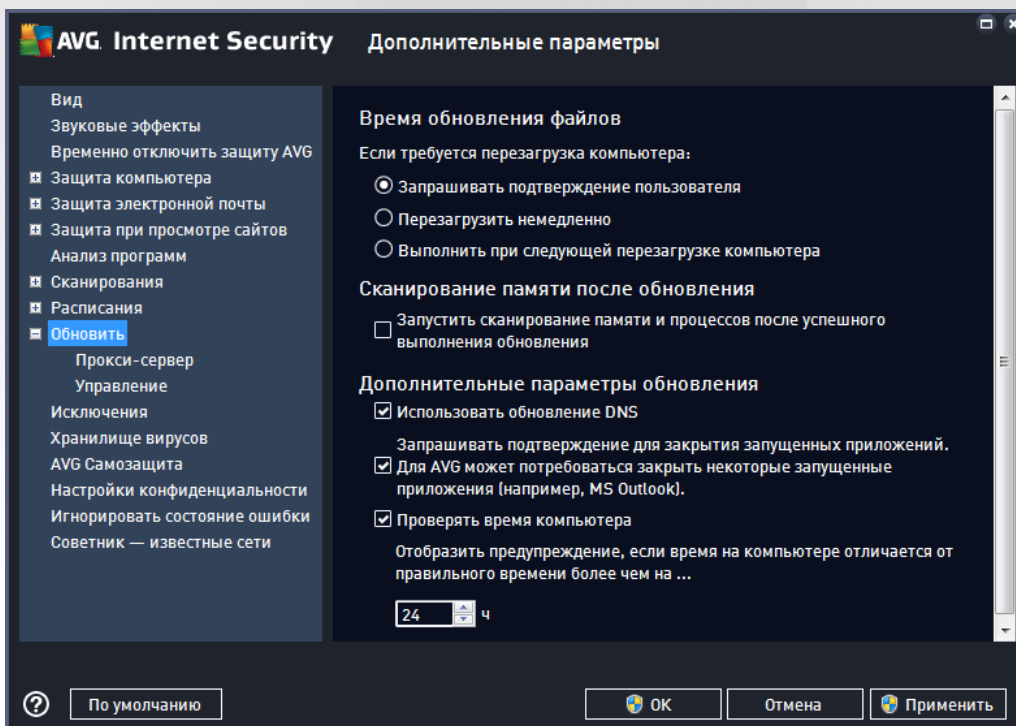 AVG. Internet Security
Дополнительные параметры
Вид
Звуковые эффекты
Временно отключить защиту AVG
Защита компьютера
Защита электронной почты
Защита при просмотре сайтов
Анализ программ
Сканирования
Расписания
Обновить
Прокси-сервер
Управление
Исключения
Хранилище вирусов
AVG Самозащита
Настройки конфиденциальности
Игнорировать состояние ошибки
Советник — известные сети
Время обновления файлов
Если требуется перезагрузка компьютера:
Запрашивать подтверждение пользователя
Перезагрузить немедленно
Выполнить при следующей перезагрузке компьютера
Сканирование памяти после обновления
Запустить сканирование памяти и процессов после успешного
выполнения обновления
Дополнительные параметры обновления
Использовать обновление DNS
Запрашивать подтверждение для закрытия запущенных приложений.
Для AVG может потребоваться закрыть некоторые запущенные
приложения (например, MS Outlook).
Проверять время компьютера
Отобразить предупреждение, если время на компьютере отличается от
правильного времени более чем на ...
24 ч
? По умолчанию
ОК
Отмена
Применить